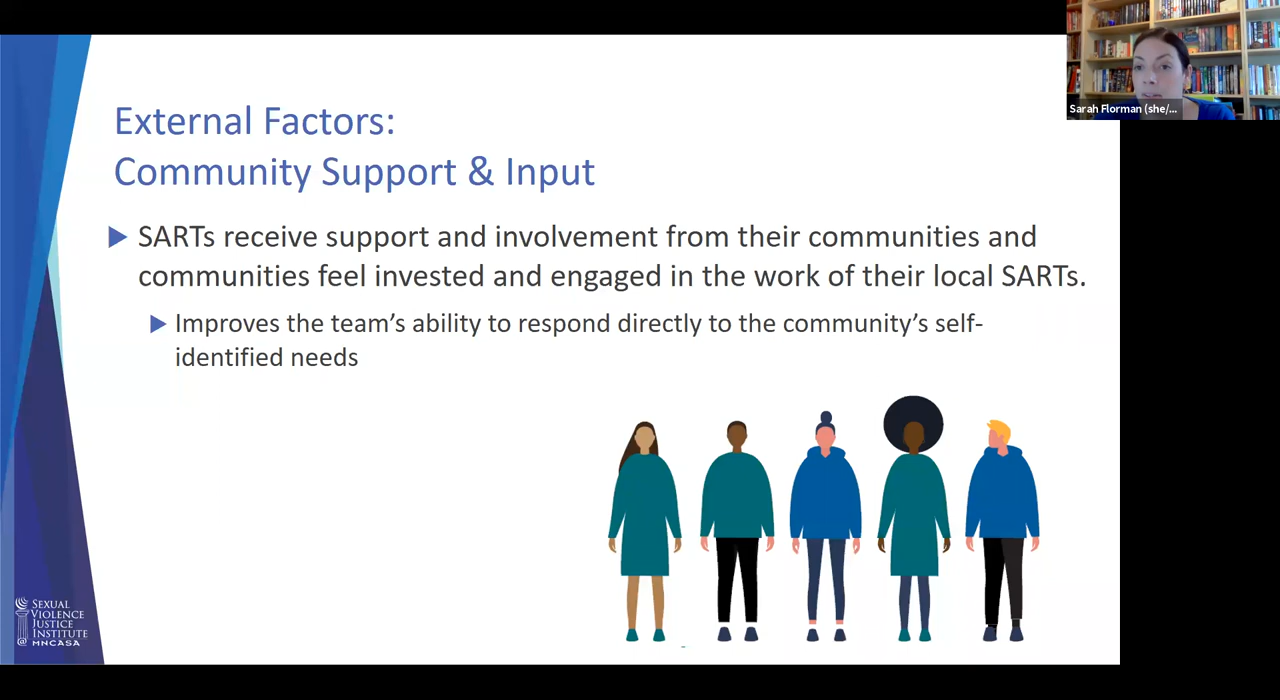 Sarah Florman (she/...
External Factors:
Community Support & Input
SARTs receive support and involvement from their communities and
communities feel invested and engaged in the work of their local SARTs.
Improves the team’s ability to respond directly to the community’s self-
identified needs
SEXUAL
VIOLENCE
JUSTICE
INSTITUTE
@ MNCASA